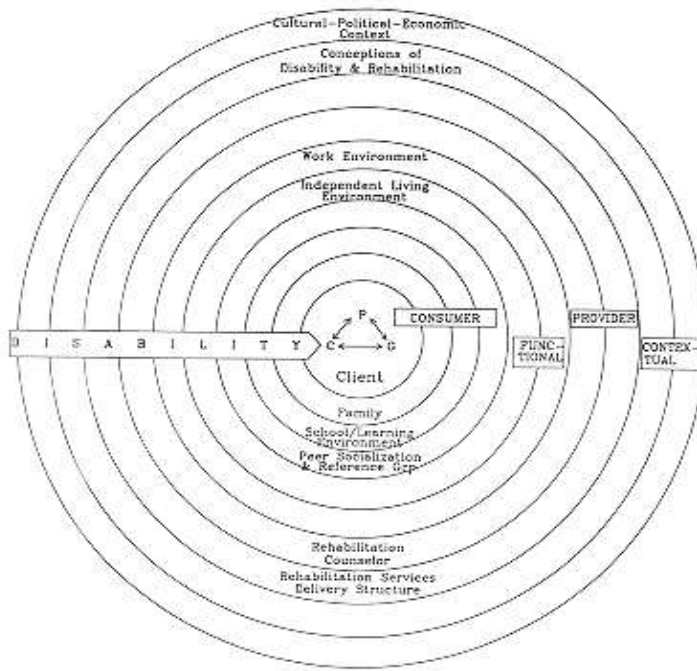 Cultural-Political-Economic
Context
Conceptions of
Disability & Rehabilitation
Work Environment
Independent Living
Environment
P
CONSUMER
PROVIDER
DISABILITY
C
G
FUNC-
TIONAL
CONTEX-
TUAL
Client
Family
School/Learning
Environment
Peer Socialization
& Reference Grp
Rehabilitation
Counselor
Rehabilitation Services
Delivery Structure